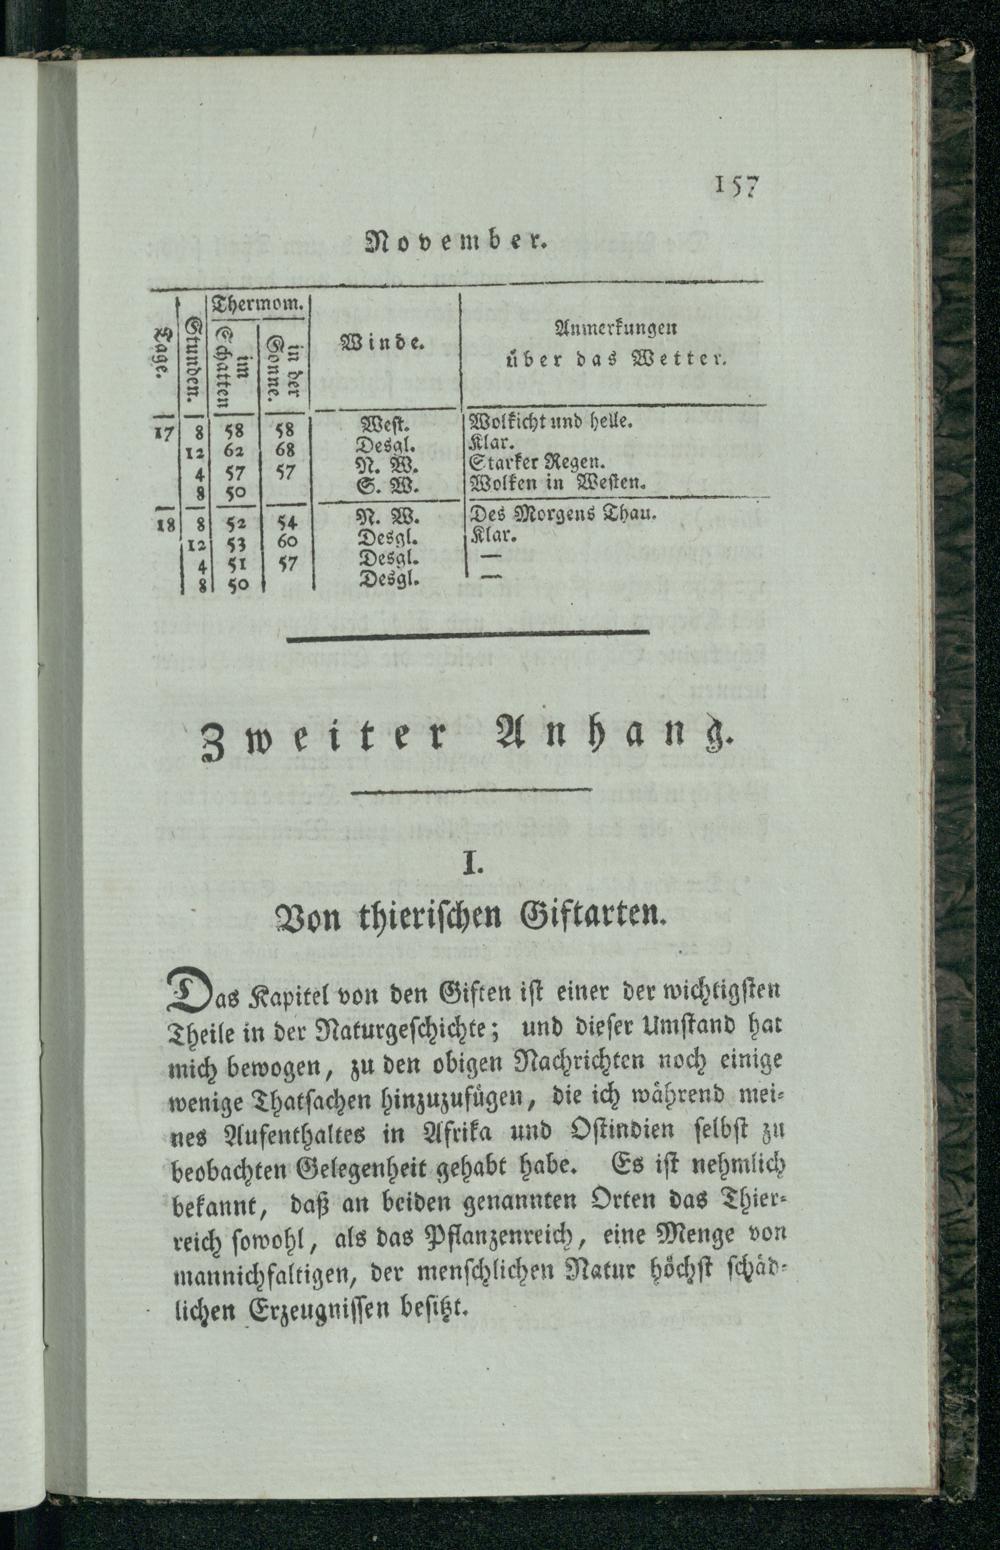 157
November.
Tage. Stunden. Thermom. Winde. Anmerkungen über das Wetter.
im Schatten in der Sonne.
17 8 58 58 West. Wolkicht und helle.
12 62 68 Desgl. Klar.
4 57 57 N. W. Starker Regen.
8 50 S. W. Wolken in Westen.
18 8 52 54 N. W. Des Morgens Thau.
12 53 60 Desgl. Klar.
4 51 57 Desgl. —
8 50 Desgl. —
Zweiter Anhang.
I.
Von thierischen Giftarten.
Das Kapitel von den Giften ist einer der wichtigsten
Theile in der Naturgeschichte; und dieser Umstand hat
mich bewogen, zu den obigen Nachrichten noch einige
wenige Thatsachen hinzuzufügen, die ich während mei-
nes Aufenthaltes in Afrika und Ostindien selbst zu
beobachten Gelegenheit gehabt habe. Es ist nehmlich
bekannt, daß an beiden genannten Orten das Thier-
reich sowohl, als das Pflanzenreich, eine Menge von
mannichfaltigen, der menschlichen Natur höchst schäd-
lichen Erzeugnissen besitzt.